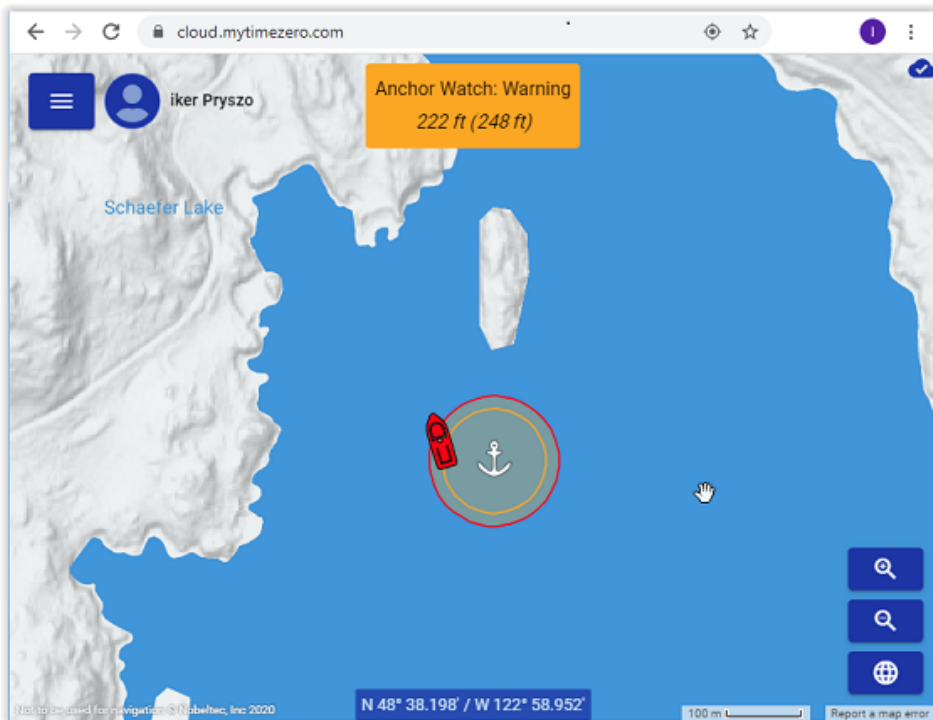 cloud.mytimezero.com
I
iker Pryszo
Anchor Watch: Warning
222 ft (248 ft)
Schaefer Lake
Not to be used for navigation © Nobeltec, Inc 2020
N 48° 38.198' / W 122° 58.952'
100 m
Report a map error